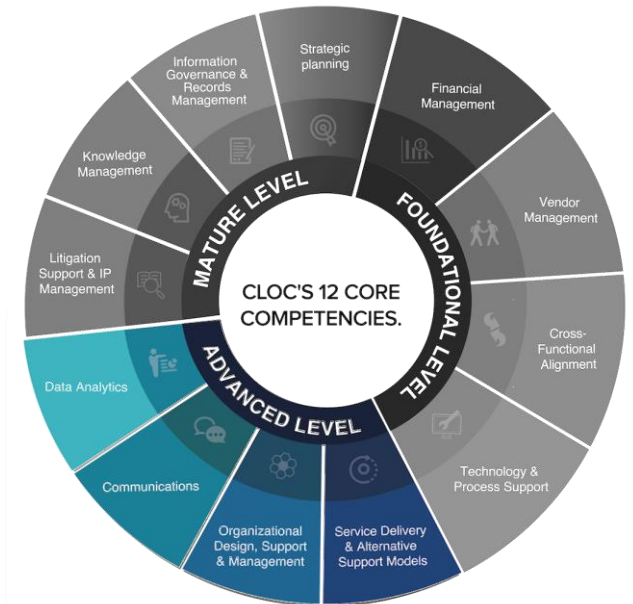 CLOC'S 12 CORE
COMPETENCIES.
FOUNDATIONAL LEVEL
Financial
Management
Vendor
Management
Cross-
Functional
Alignment
Technology &
Process Support
ADVANCED LEVEL
Service Delivery
& Alternative
Support Models
Organizational
Design, Support
& Management
Communications
Data Analytics
MATURE LEVEL
Litigation
Support & IP
Management
Knowledge
Management
Information
Governance &
Records
Management
Strategic
planning